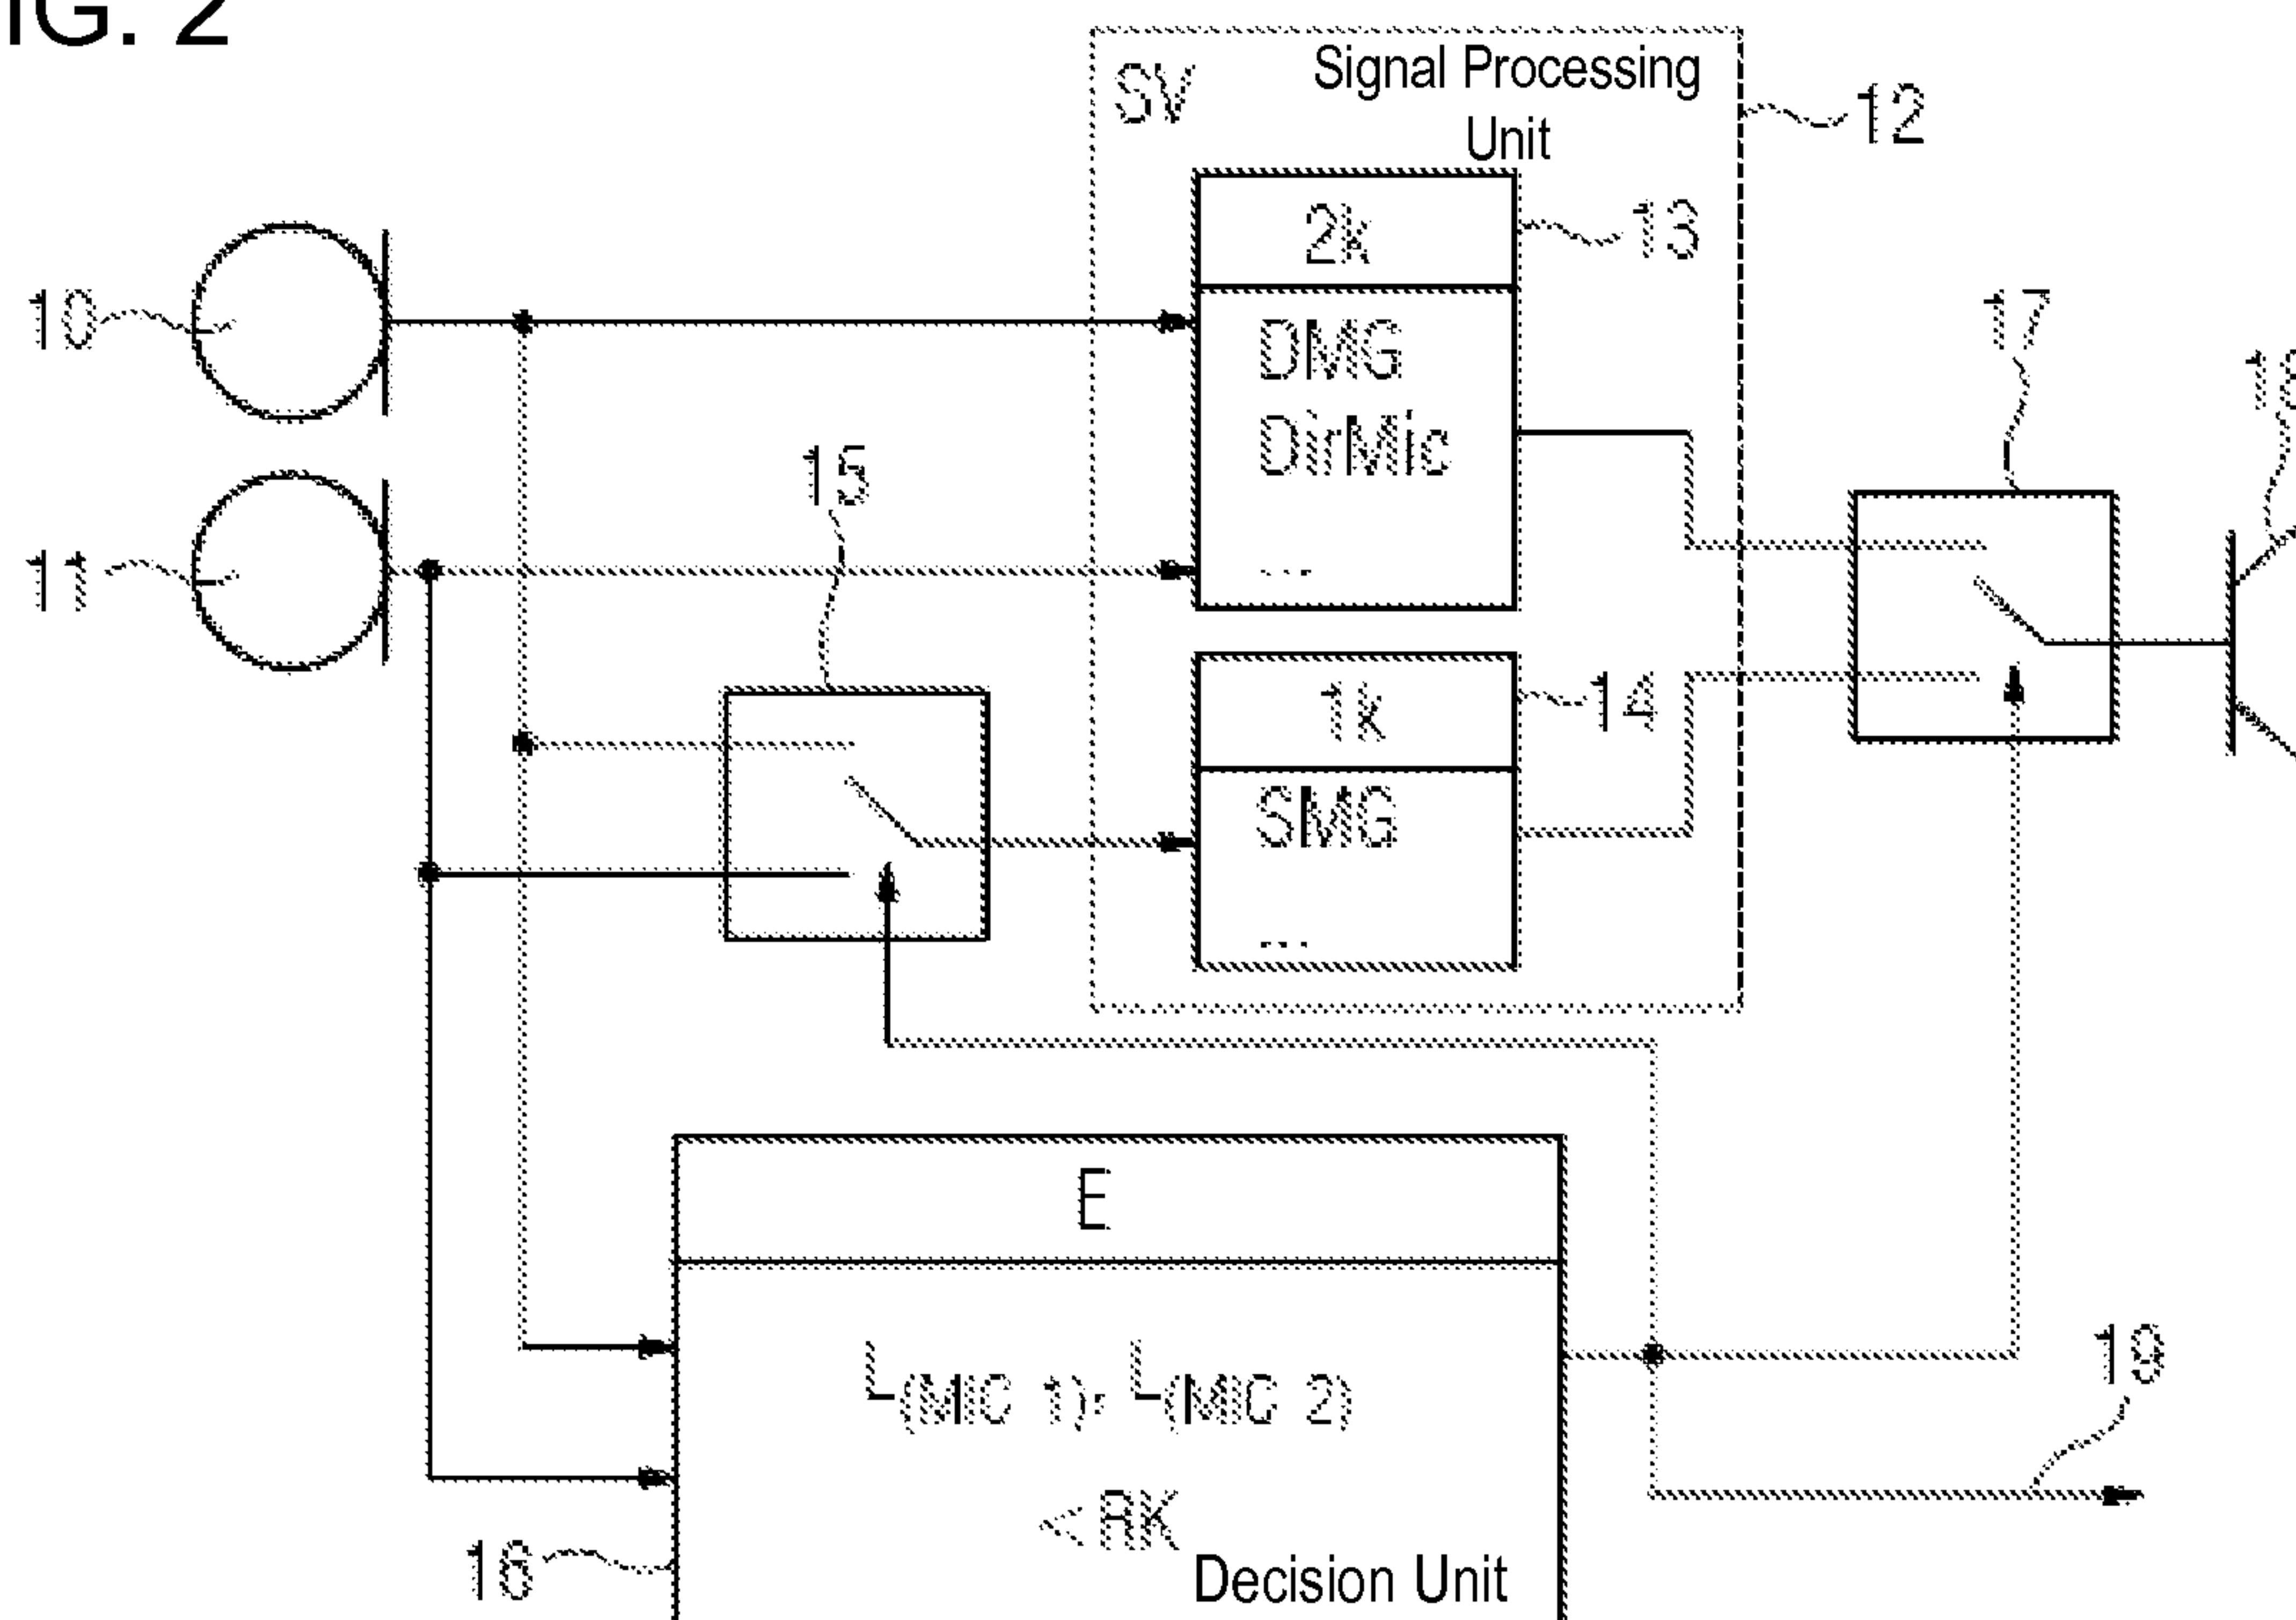 IG. 2
SV
Signal Processing
Unit
12
2k
13
10
DMG
DirMic
...
17
18
15
11
1k
14
SMG
...
E
L(MIC 1), L(MIC 2)
< RK
19
16
Decision Unit